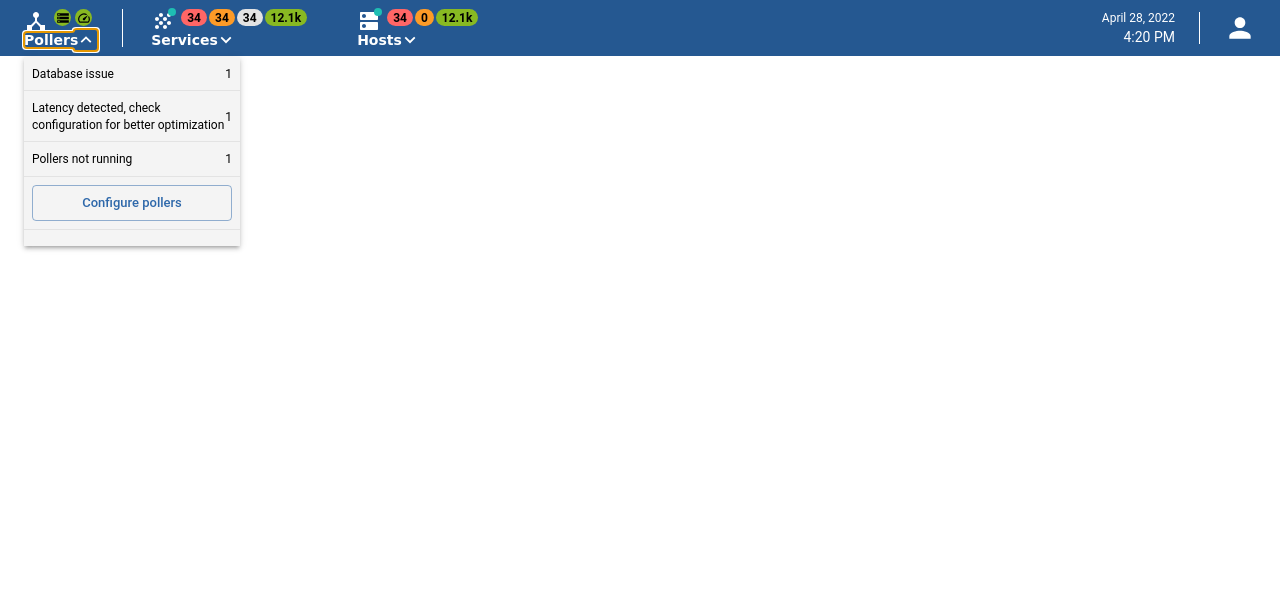 34 34 34 12.1k
34 0 12.1k
April 28, 2022
Pollers Services Hosts
4:20 PM
Database issue 1
Latency detected, check
configuration for better optimization 1
Pollers not running 1
Configure pollers